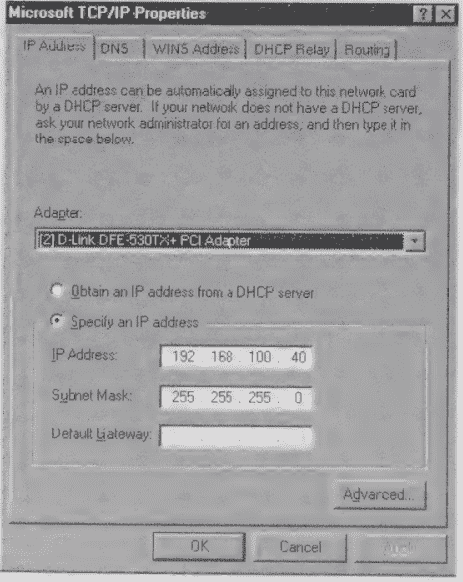 Microsoft TCP/IP Properties
IP Address DNS WINS Address DHCP Relay Routing
An IP address can be automatically assigned to this network card
by a DHCP server. If your network does not have a DHCP server,
ask your network administrator for an address, and then type it in
the space below.
Adapter:
[2] D-Link DFE-530TX+ PCI Adapter
Obtain an IP address from a DHCP server
Specify an IP address
IP Address: 192 . 168 . 100 . 40
Subnet Mask: 255 . 255 . 255 . 0
Default Gateway:
Advanced...
OK Cancel Apply